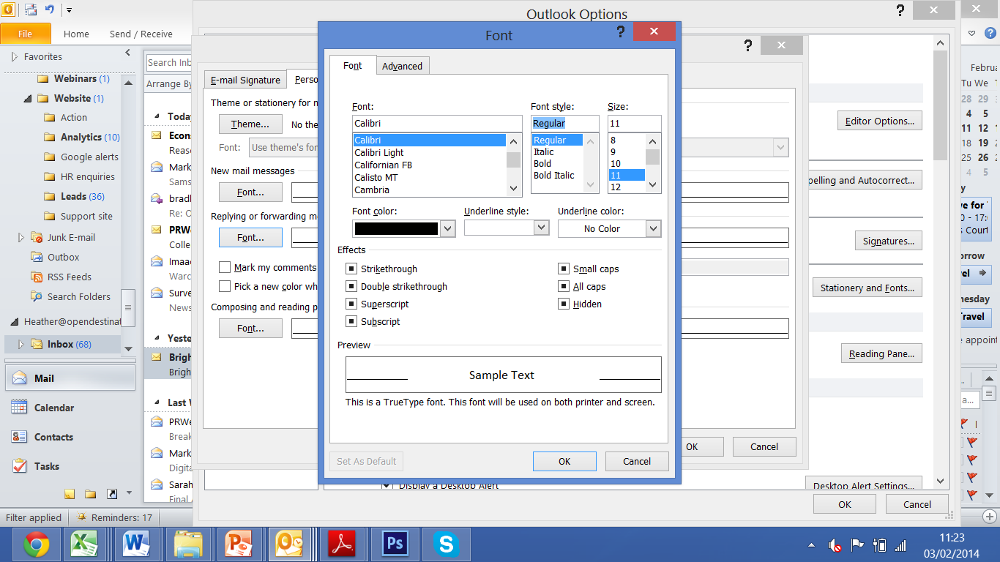 Outlook Options
File Home Send / Receive
Font
Favorites
Search Inb
Februa
Webinars (1)
Font Advanced
Arrange By
E-mail Signature Perso
Tu We
Website (1)
28 29
Theme or stationery for n
Font: Font style: Size:
Today
4 5
Action
Theme... No the
Calibri Regular 11
Editor Options...
11 12
Analytics (10)
Econ
Calibri Regular 8
18 19
Reas
Font: Use theme's for
Calibri Light Italic 9
Google alerts
Californian FB Bold 10
25 26
Mark
New mail messages
Calisto MT Bold Italic 11
4 5
HR enquiries
Sams
Cambria 12
pelling and Autocorrect...
Leads (36)
bradl
Font...
Re: O
Font color: Underline style: Underline color:
ve for
Support site
Replying or forwarding me
0 - 17:
PRWe
No Color
s Court
Junk E-mail
Colle
Font...
Signatures...
Outbox
Imaa
Effects
orrow
RSS Feeds
Ward
Mark my comments
Strikethrough Small caps
vel
Search Folders
Surve
Pick a new color wh
Double strikethrough All caps
Stationery and Fonts...
News
Composing and reading p
Superscript Hidden
nesday
Heather@opendestinat
Font...
Subscript
Travel
Inbox (68)
Yeste
Preview
e appoint
Brigh
Reading Pane...
Brigh
Sample Text
Mail
This is a TrueType font. This font will be used on both printer and screen.
Calendar
Last W
a...
PRWe
Contacts
Break
OK Cancel
Mark
Set As Default OK Cancel
Tasks
Digita
Sarah
Display a Desktop Alert
Desktop Alert Settings...
Final A
OK Cancel
Filter applied Reminders: 17
11:23
03/02/2014